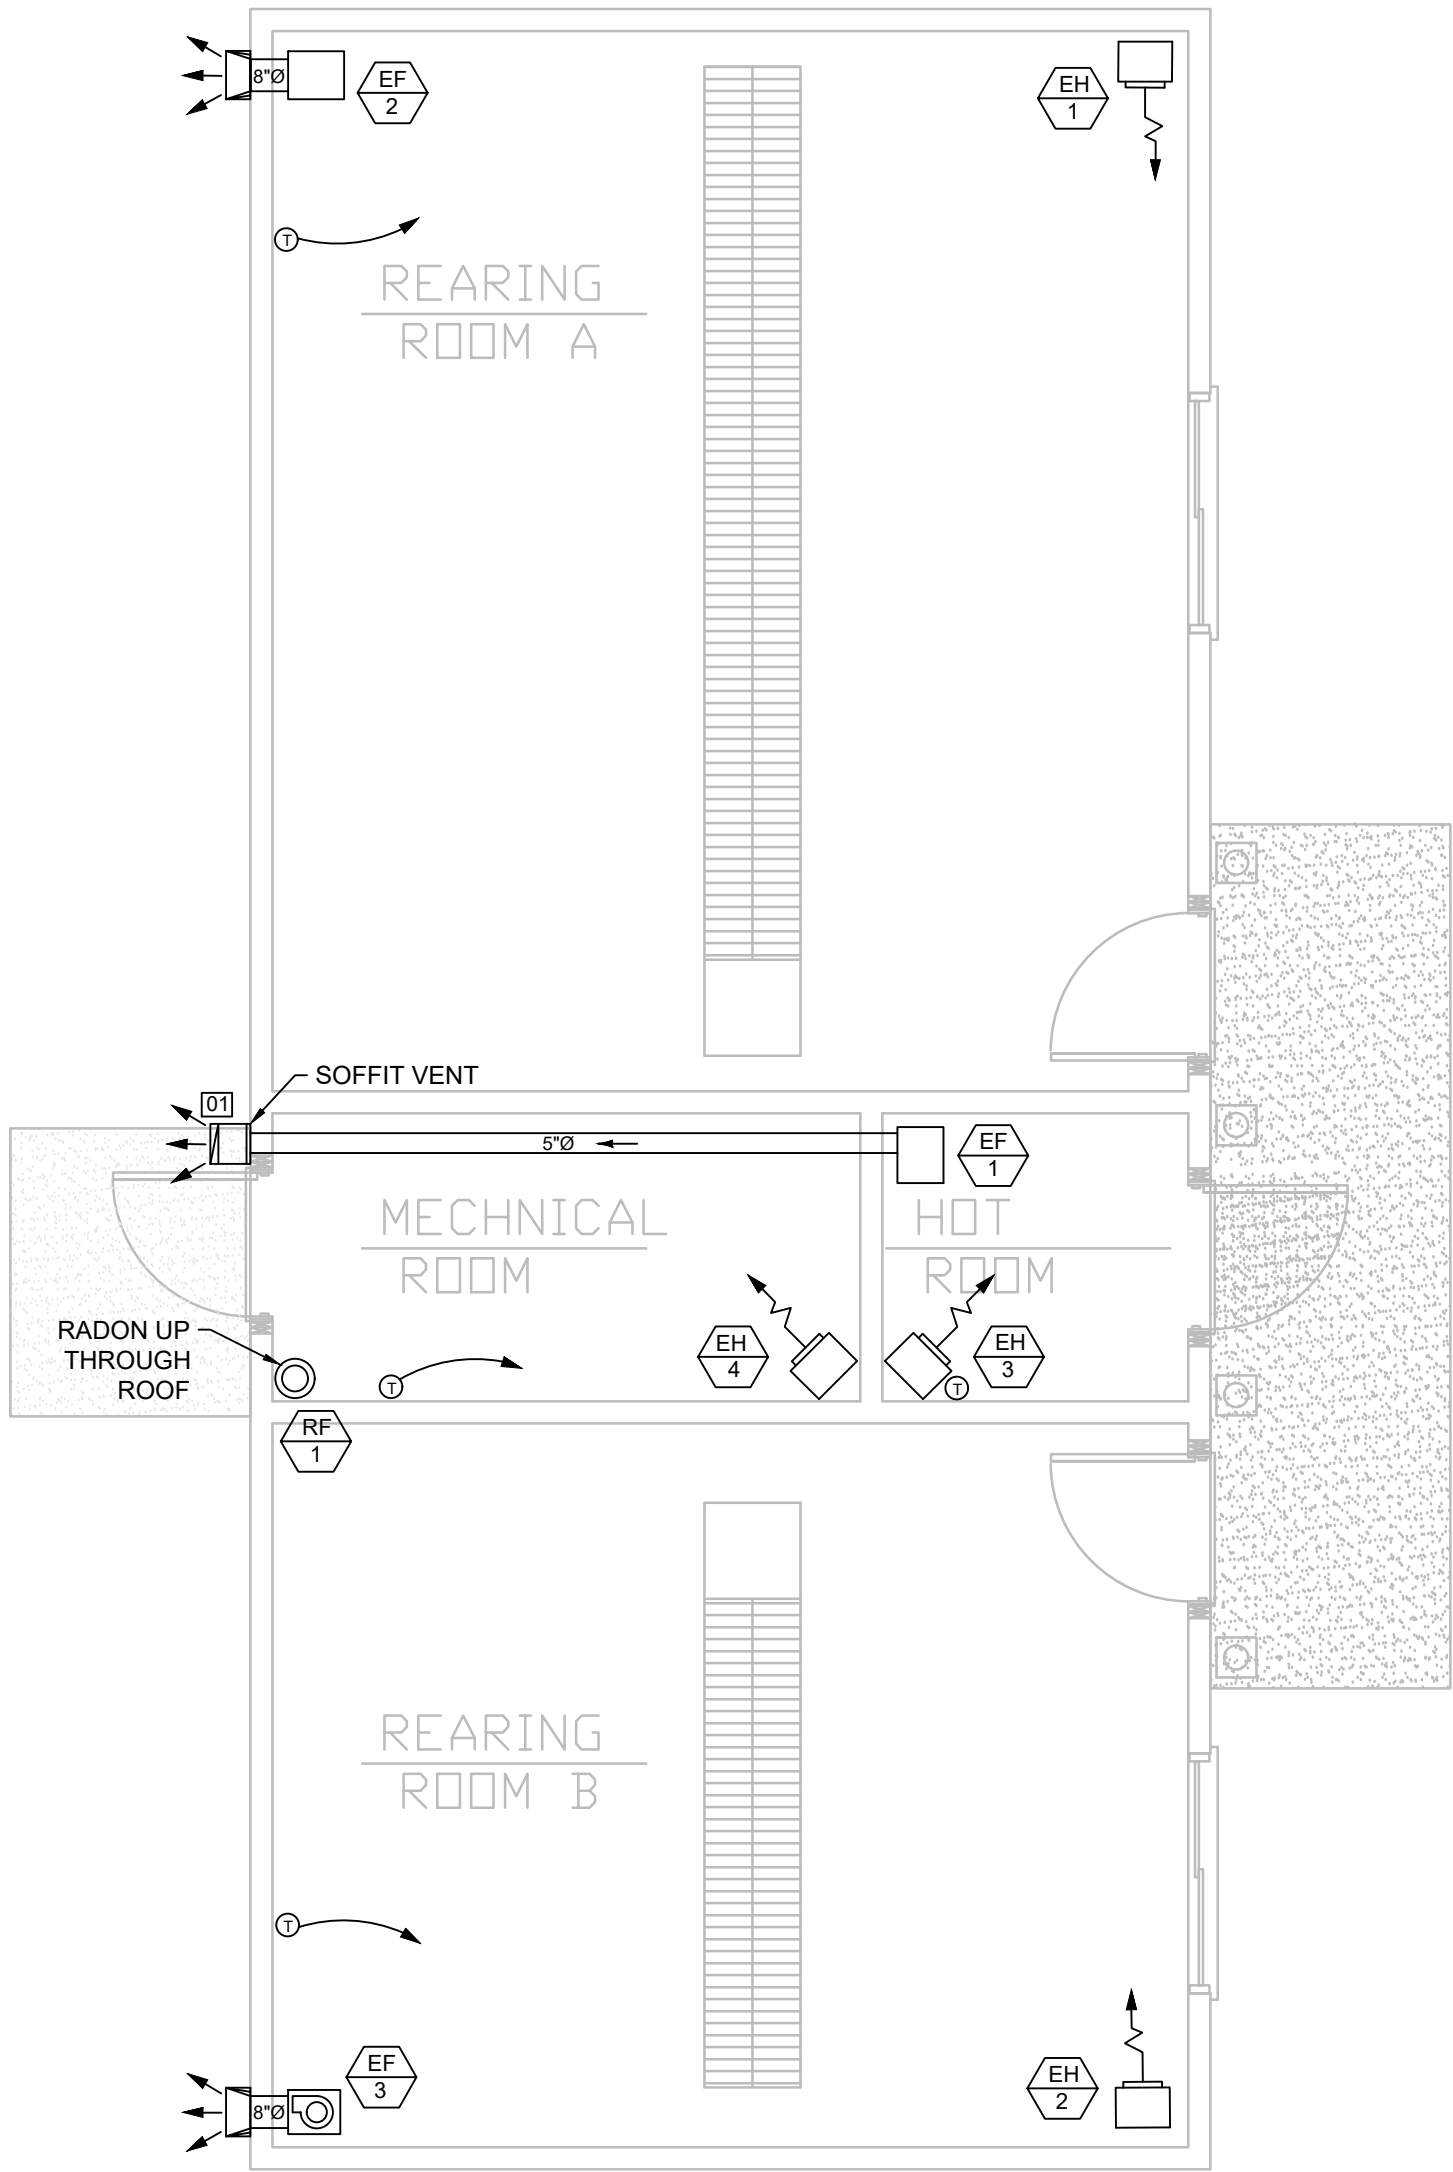 8"Ø
EF
2
EH
1
T
REARING
ROOM A
SOFFIT VENT
01
5"Ø
EF
1
MECHNICAL
ROOM
HOT
ROOM
RADON UP
THROUGH
ROOF
EH
4
EH
3
T
T
RF
1
REARING
ROOM B
T
EF
3
8"Ø
EH
2